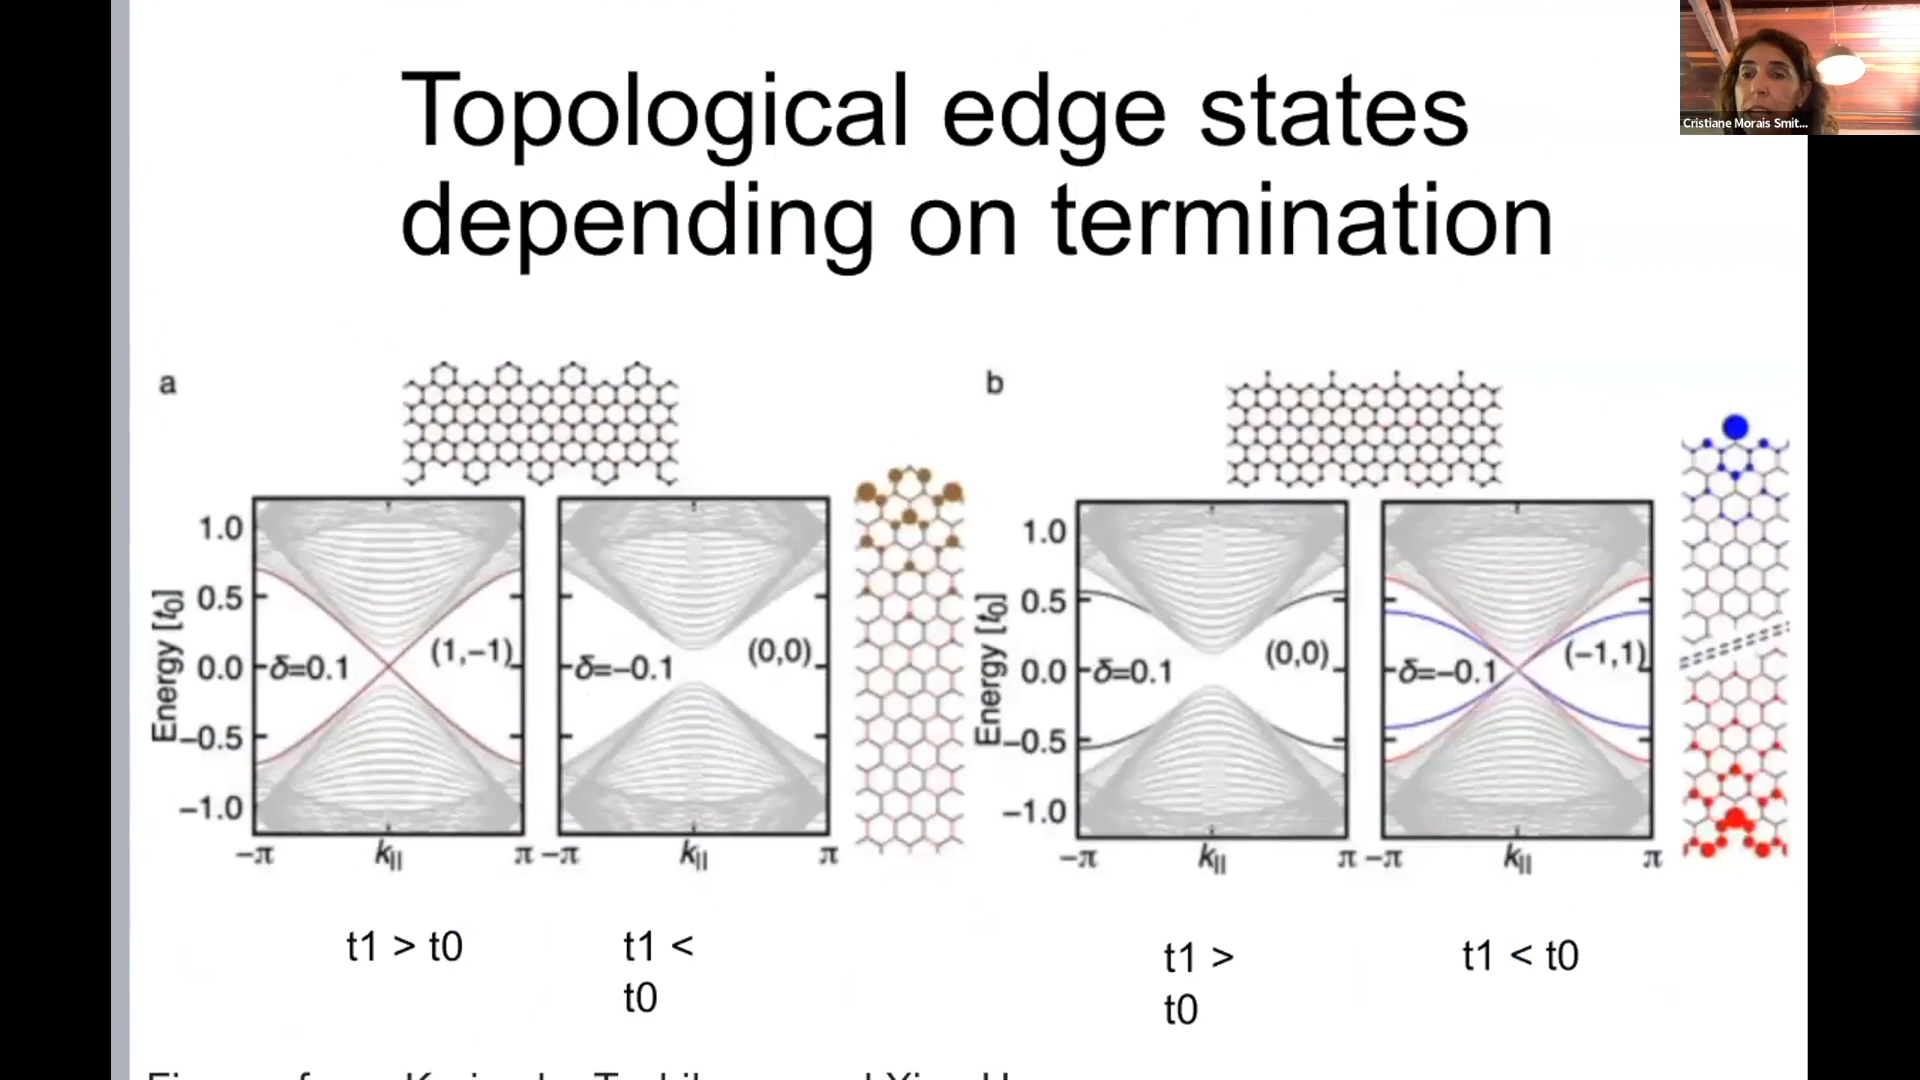 Topological edge states
depending on termination
Cristiane Morais Smit...
a
b
1.0
0.5
0.0
−0.5
−1.0
Energy [t0]
δ=0.1
(1,−1)
δ=−0.1
(0,0)
−π
k||
π
−π
k||
π
1.0
0.5
0.0
−0.5
−1.0
Energy [t0]
δ=0.1
(0,0)
δ=−0.1
(−1,1)
−π
k||
π
−π
k||
π
t1 > t0
t1 <
t0
t1 >
t0
t1 < t0